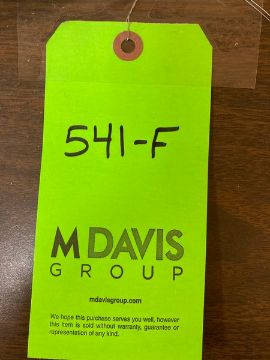 541-F
M DAVIS
GROUP
mdavisgroup.com
We hope this purchase serves you well, however
this item is sold without warranty, guarantee or
representation of any kind.